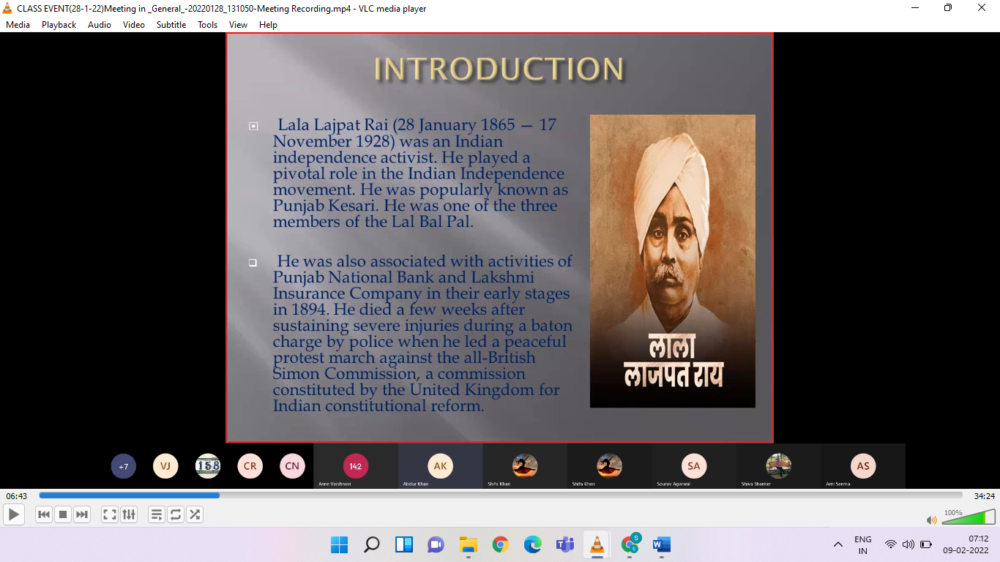 CLASS EVENT(28-1-22)Meeting in _General_-20220128_131050-Meeting Recording.mp4 - VLC media player
Media Playback Audio Video Subtitle Tools View Help
INTRODUCTION
Lala Lajpat Rai (28 January 1865 — 17
November 1928) was an Indian
independence activist. He played a
pivotal role in the Indian Independence
movement. He was popularly known as
Punjab Kesari. He was one of the three
members of the Lal Bal Pal.
He was also associated with activities of
Punjab National Bank and Lakshmi
Insurance Company in their early stages
in 1894. He died a few weeks after
sustaining severe injuries during a baton
charge by police when he led a peaceful
protest march against the all-British
Simon Commission, a commission
constituted by the United Kingdom for
Indian constitutional reform.
लाला
लाजपत राय
+7 VJ 158 CR CN 142 AK SA AS
Anne Vaishnavi Abdur Khan Shifa Khan Shifa Khan Sourav Agarwal Shiva Shanker Ami Seema
06:43 34:24
100%
S
ENG
IN
07:12
09-02-2022